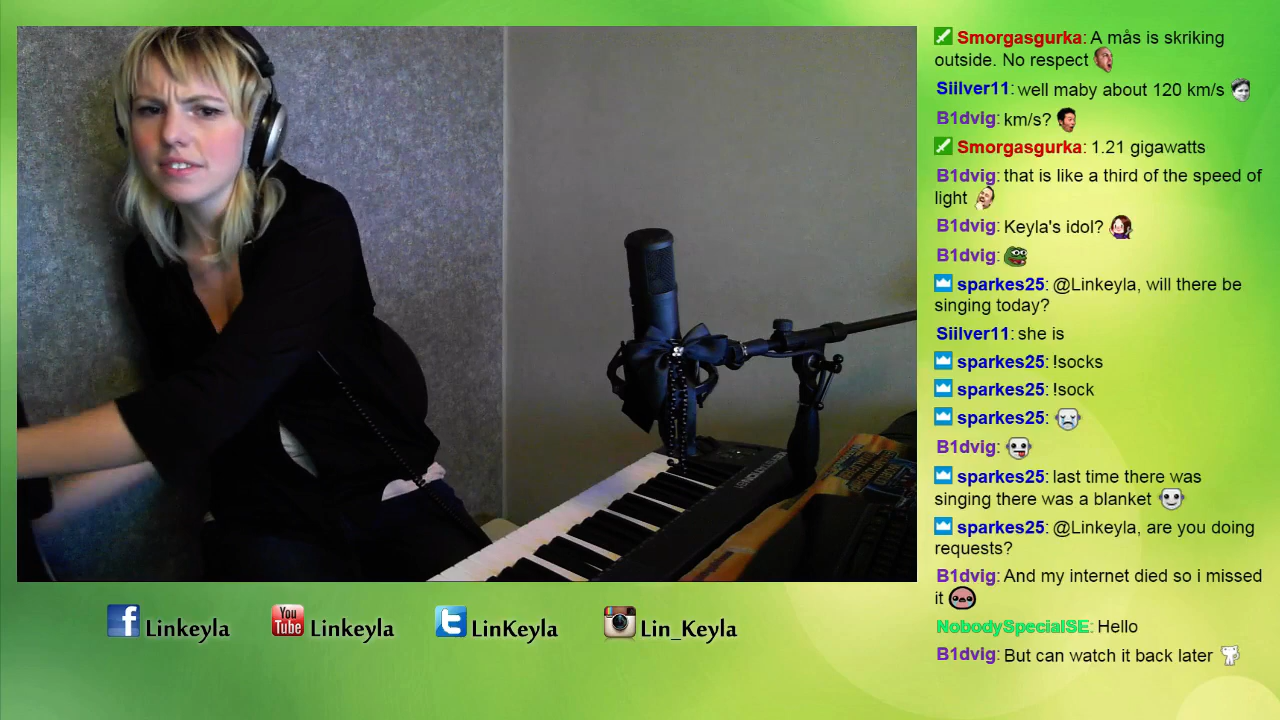 Smorgasgurka: A mås is skriking
outside. No respect
Siilver11: well maby about 120 km/s
B1dvig: km/s?
Smorgasgurka: 1.21 gigawatts
B1dvig: that is like a third of the speed of
light
B1dvig: Keyla's idol?
B1dvig:
sparkes25: @Linkeyla, will there be
singing today?
Siilver11: she is
sparkes25: !socks
sparkes25: !sock
sparkes25:
B1dvig:
sparkes25: last time there was
singing there was a blanket
sparkes25: @Linkeyla, are you doing
requests?
B1dvig: And my internet died so i missed
it
NobodySpecialSE: Hello
B1dvig: But can watch it back later
f Linkeyla
You Tube Linkeyla
t LinKeyla
Lin_Keyla